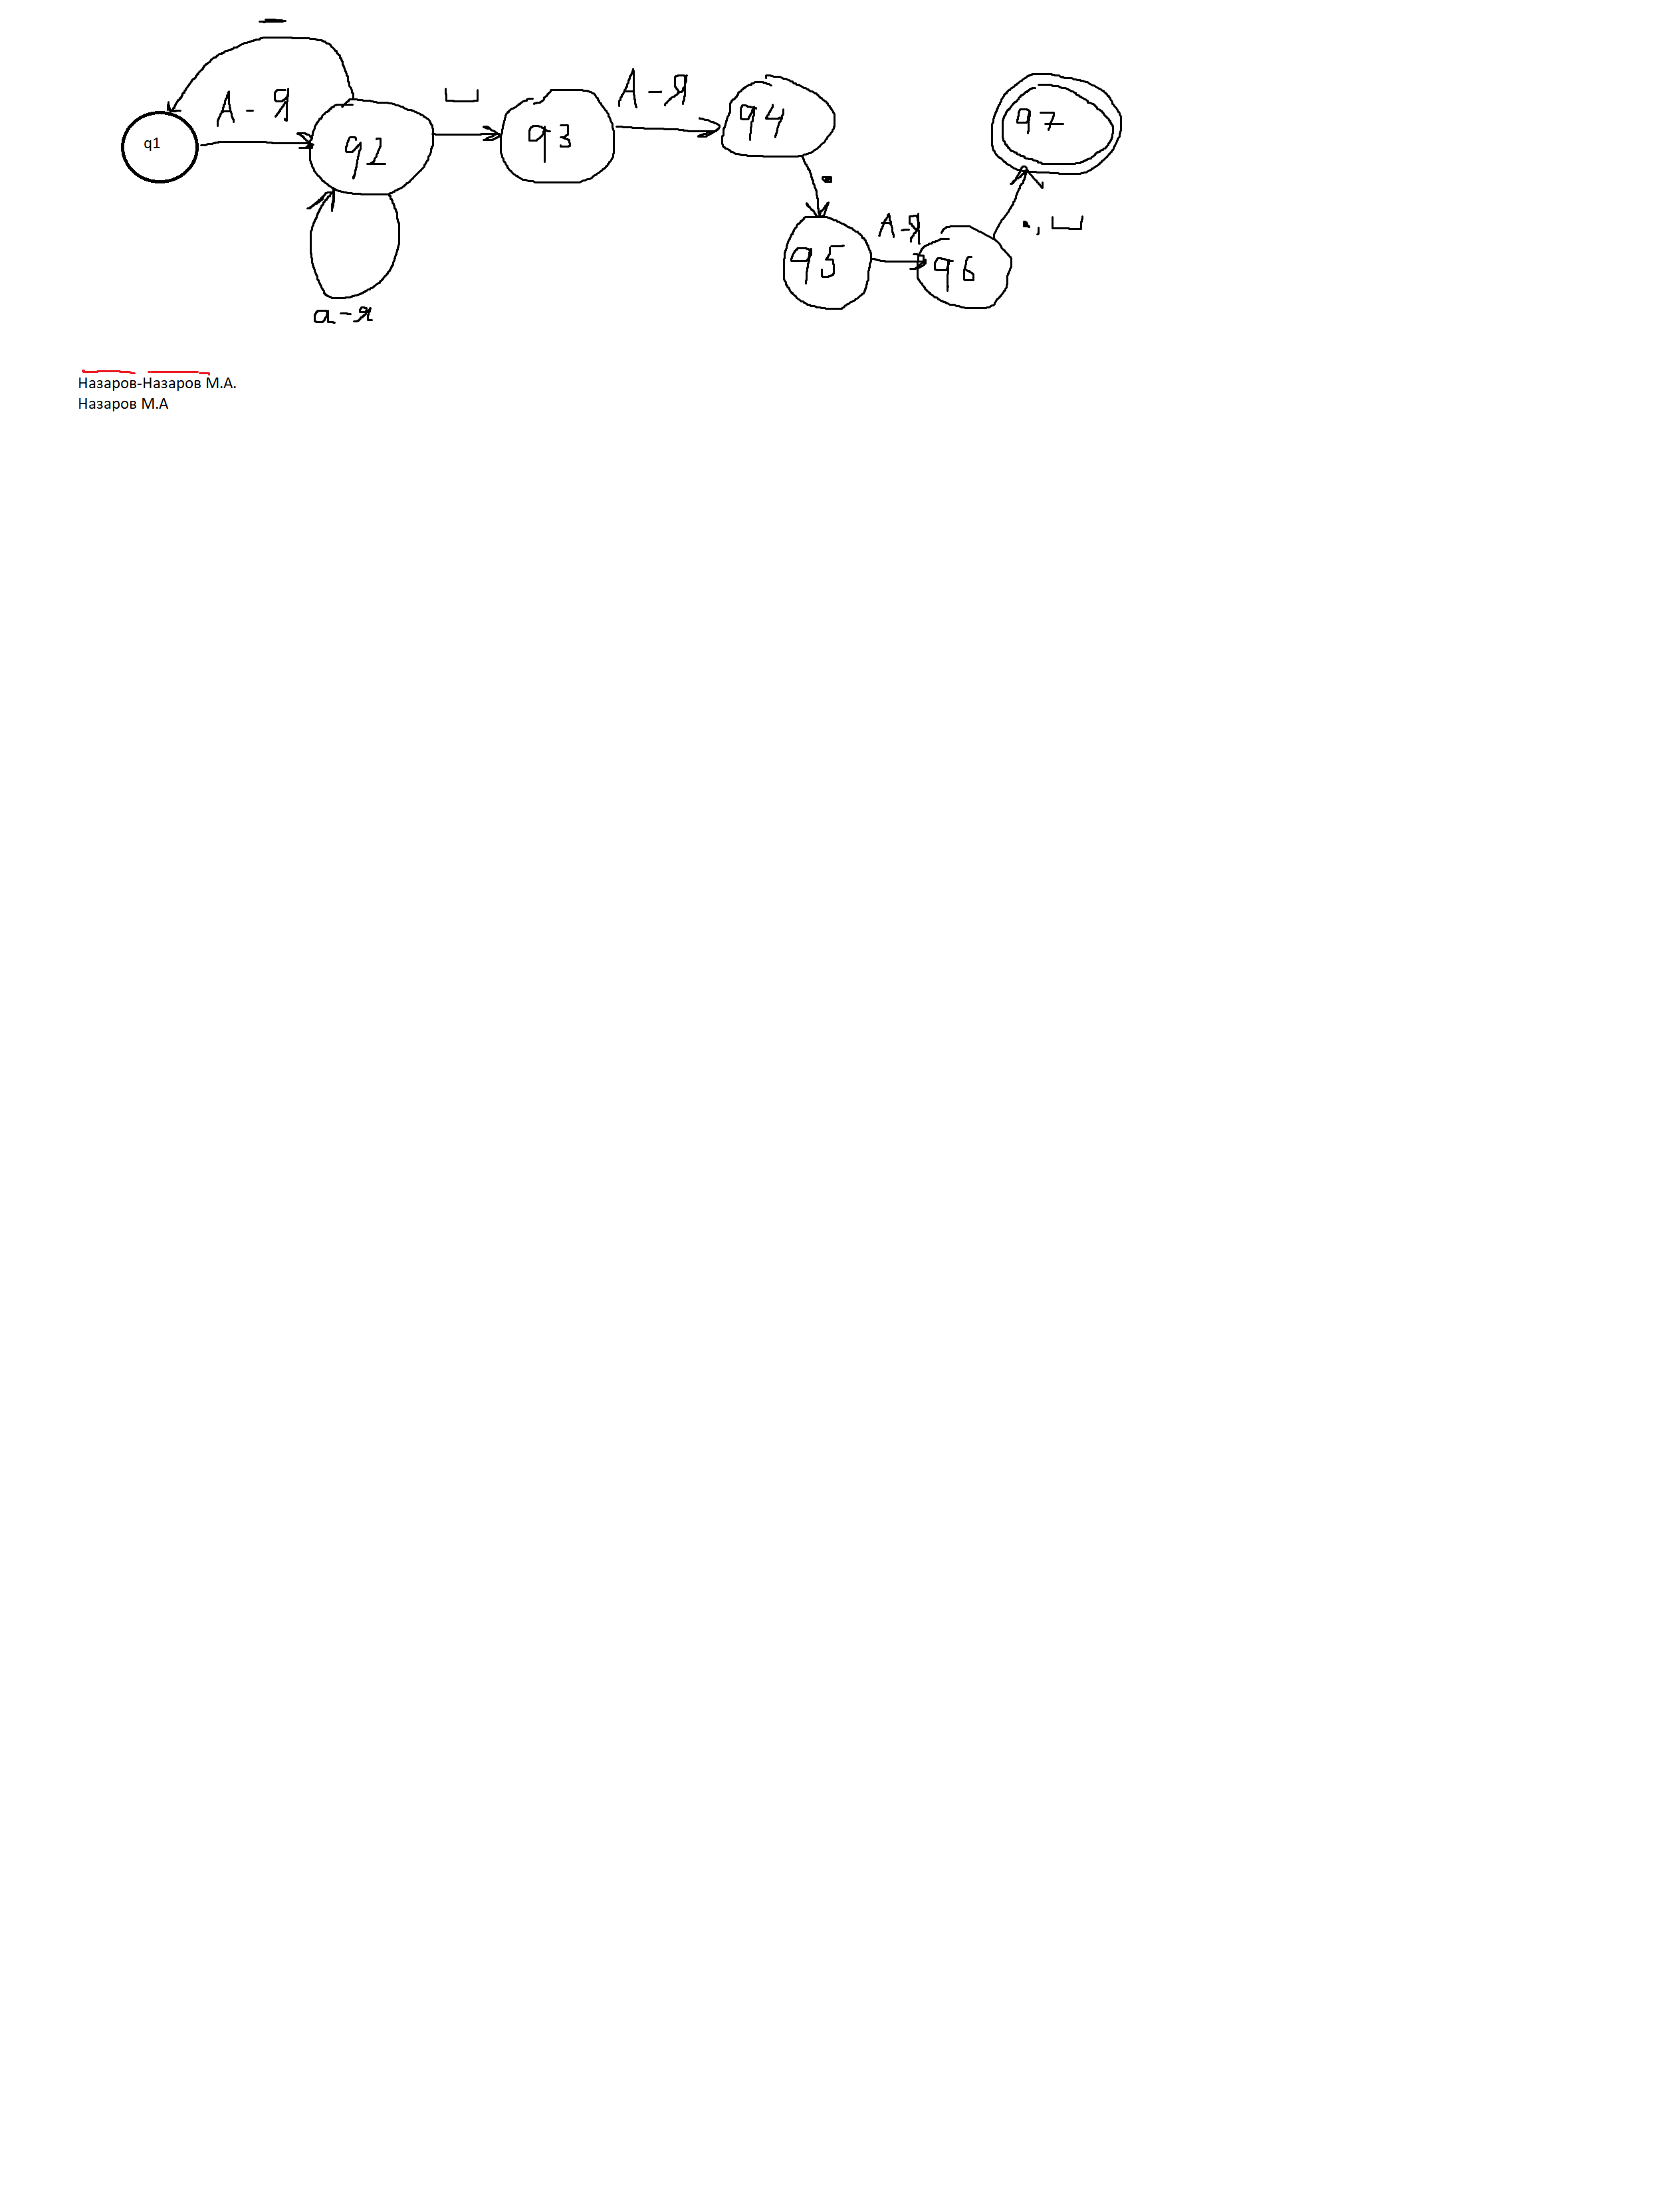 –
А - Я
␣
А-Я
q1
q2
q3
q4
q7
.
А-Я
., ␣
q5
q6
а-я
Назаров-Назаров М.А.
Назаров М.А